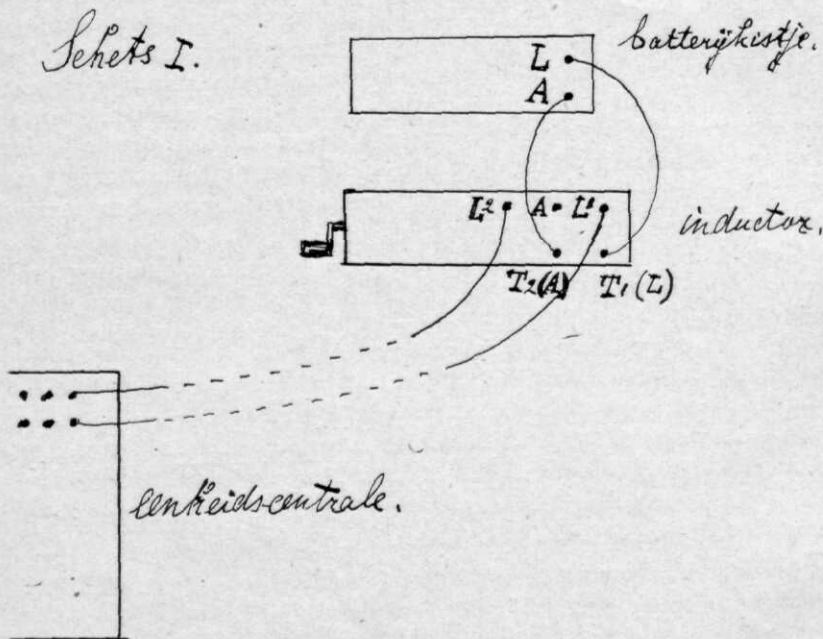 Schets I.
batterijkistje.
L
A
L2 A L1
inductor.
T2(A) T1(L)
eenheidscentrale.